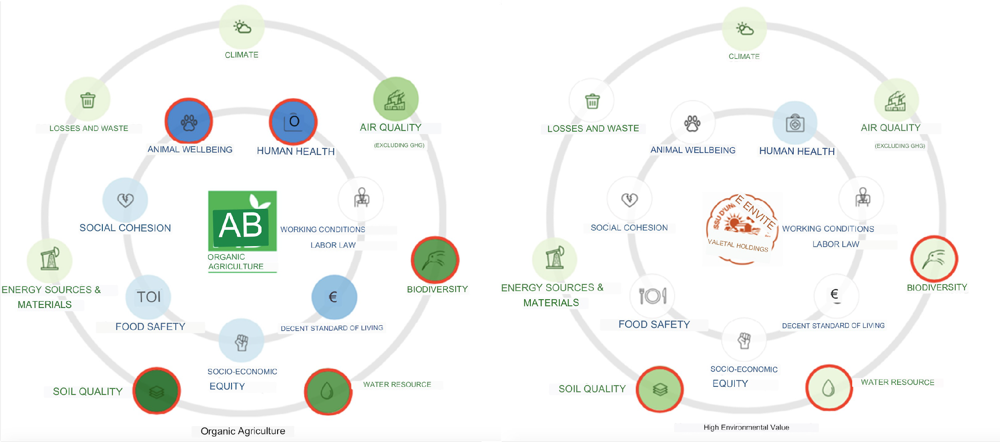 CLIMATE
LOSSES AND WASTE
AIR QUALITY
(EXCLUDING GHG)
ANIMAL WELLBEING
O
HUMAN HEALTH
SOCIAL COHESION
AB
ORGANIC
AGRICULTURE
WORKING CONDITIONS
LABOR LAW
BIODIVERSITY
ENERGY SOURCES &
MATERIALS
TOI
FOOD SAFETY
€
DECENT STANDARD OF LIVING
SOCIO-ECONOMIC
EQUITY
SOIL QUALITY
WATER RESOURCE
Organic Agriculture
CLIMATE
LOSSES AND WASTE
AIR QUALITY
(EXCLUDING GHG)
ANIMAL WELLBEING
HUMAN HEALTH
SOCIAL COHESION
ISSU D'UNE
E ENVITE
VALETAL HOLDINGS
WORKING CONDITIONS
LABOR LAW
BIODIVERSITY
ENERGY SOURCES &
MATERIALS
FOOD SAFETY
€
DECENT STANDARD OF LIVING
SOCIO-ECONOMIC
EQUITY
SOIL QUALITY
WATER RESOURCE
High Environmental Value